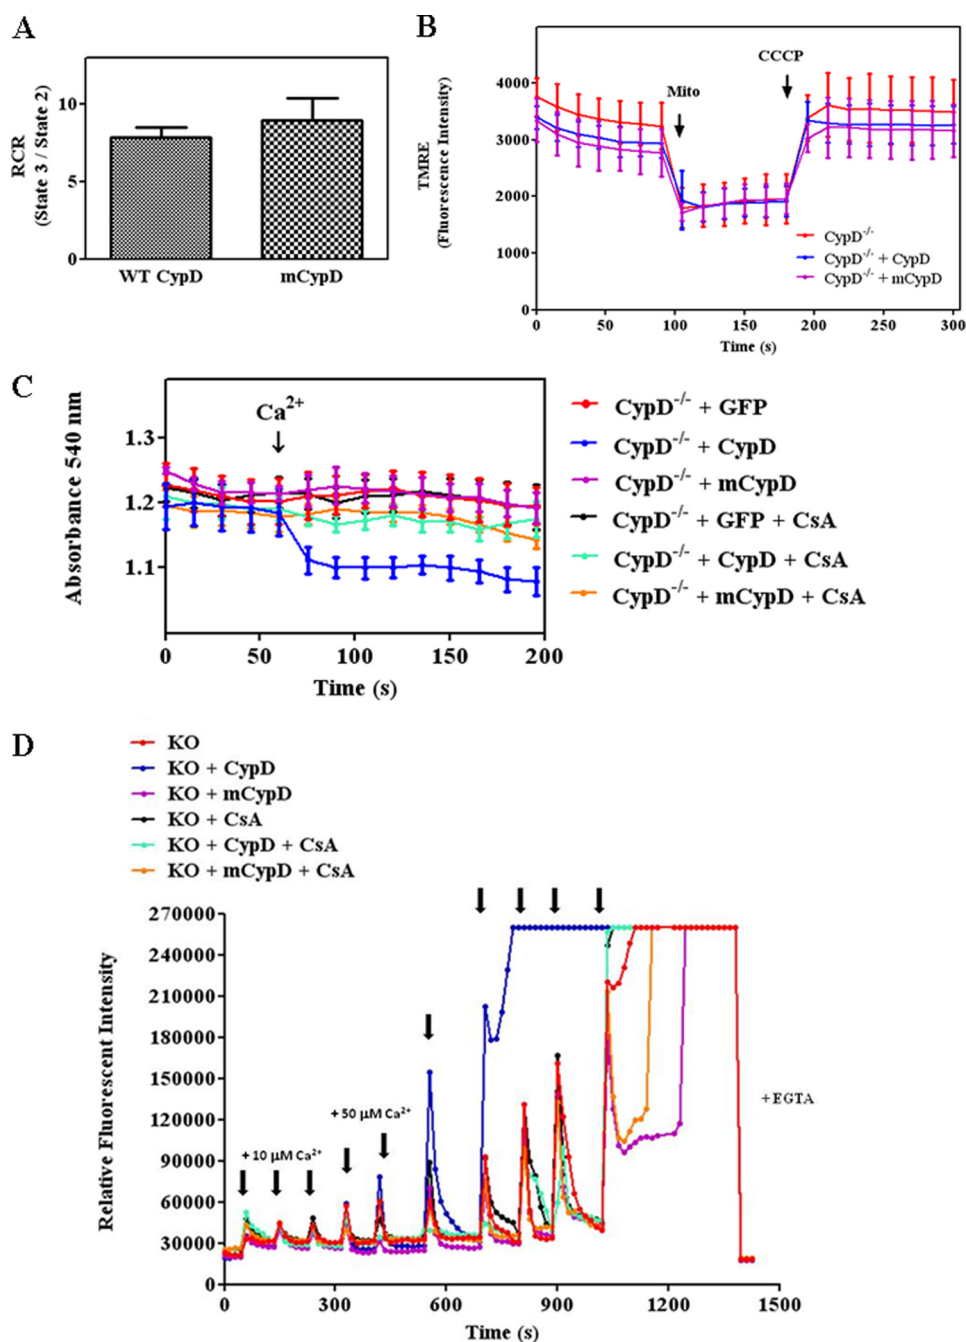 A
RCR
(State 3 / State 2)
10
5
0
WT CypD
mCypD
B
TMRE
(Fluorescence Intensity)
4000
3000
2000
1000
0
Mito
CCCP
CypD-/-
CypD-/- + CypD
CypD-/- + mCypD
0 50 100 150 200 250 300
Time (s)
C
Absorbance 540 nm
1.3
1.2
1.1
Ca2+
0 50 100 150 200
Time (s)
CypD-/- + GFP
CypD-/- + CypD
CypD-/- + mCypD
CypD-/- + GFP + CsA
CypD-/- + CypD + CsA
CypD-/- + mCypD + CsA
D
KO
KO + CypD
KO + mCypD
KO + CsA
KO + CypD + CsA
KO + mCypD + CsA
Relative Fluorescent Intensity
270000
240000
210000
180000
150000
120000
90000
60000
30000
0
+ 10 µM Ca2+
+ 50 µM Ca2+
+ EGTA
0 300 600 900 1200 1500
Time (s)